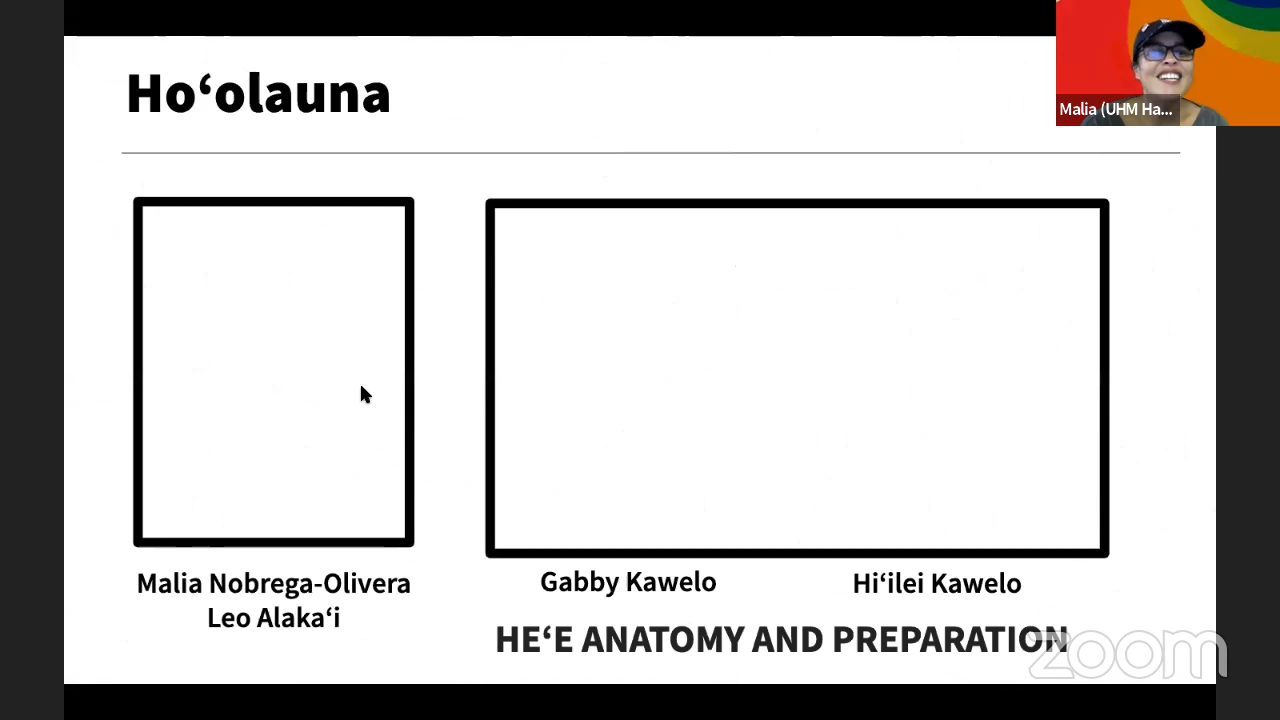 Hoʻolauna
Malia (UHM Ha...
Malia Nobrega-Olivera
Leo Alakaʻi
Gabby Kawelo
Hiʻilei Kawelo
HEʻE ANATOMY AND PREPARATION
zoom